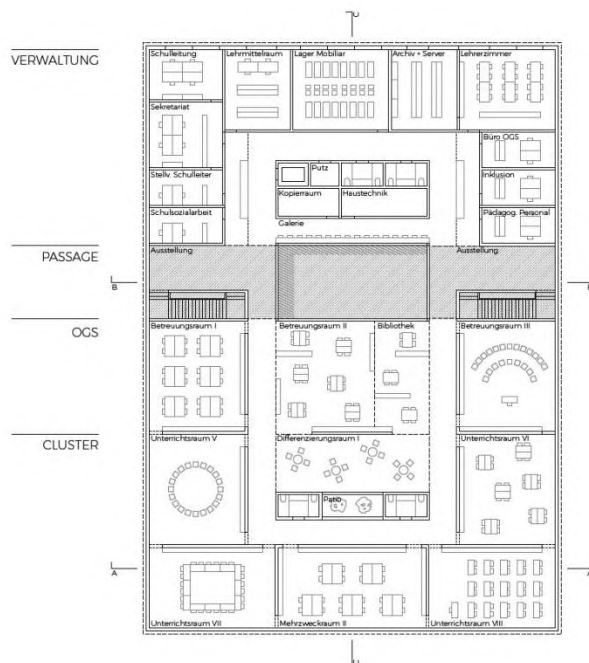 C
VERWALTUNG
Schulleitung
Lehrmittelraum
Lager Mobiliar
Archiv + Server
Lehrerzimmer
Sekretariat
Büro OGS
Putz
Stellv. Schulleiter
Inklusion
Kopierraum
Haustechnik
Schulsozialarbeit
Pädagog. Personal
Galerie
PASSAGE
Ausstellung
Ausstellung
B
OGS
Betreuungsraum I
Betreuungsraum II
Bibliothek
Betreuungsraum III
CLUSTER
Unterrichtsraum V
Differenzierungsraum I
Unterrichtsraum VI
Patio
A
Unterrichtsraum VII
Mehrzweckraum II
Unterrichtsraum VIII